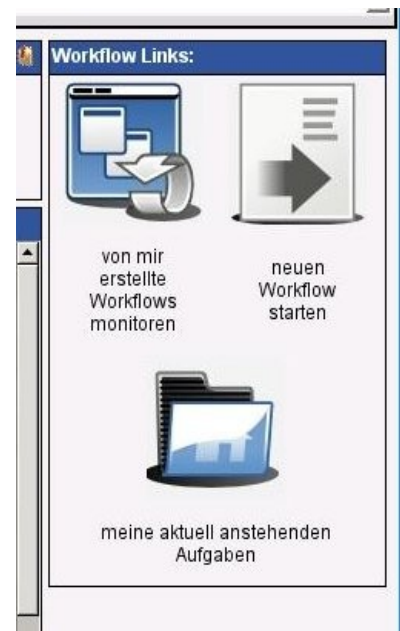 Workflow Links:
von mir
erstellte
Workflows
monitoren
neuen
Workflow
starten
meine aktuell anstehenden
Aufgaben